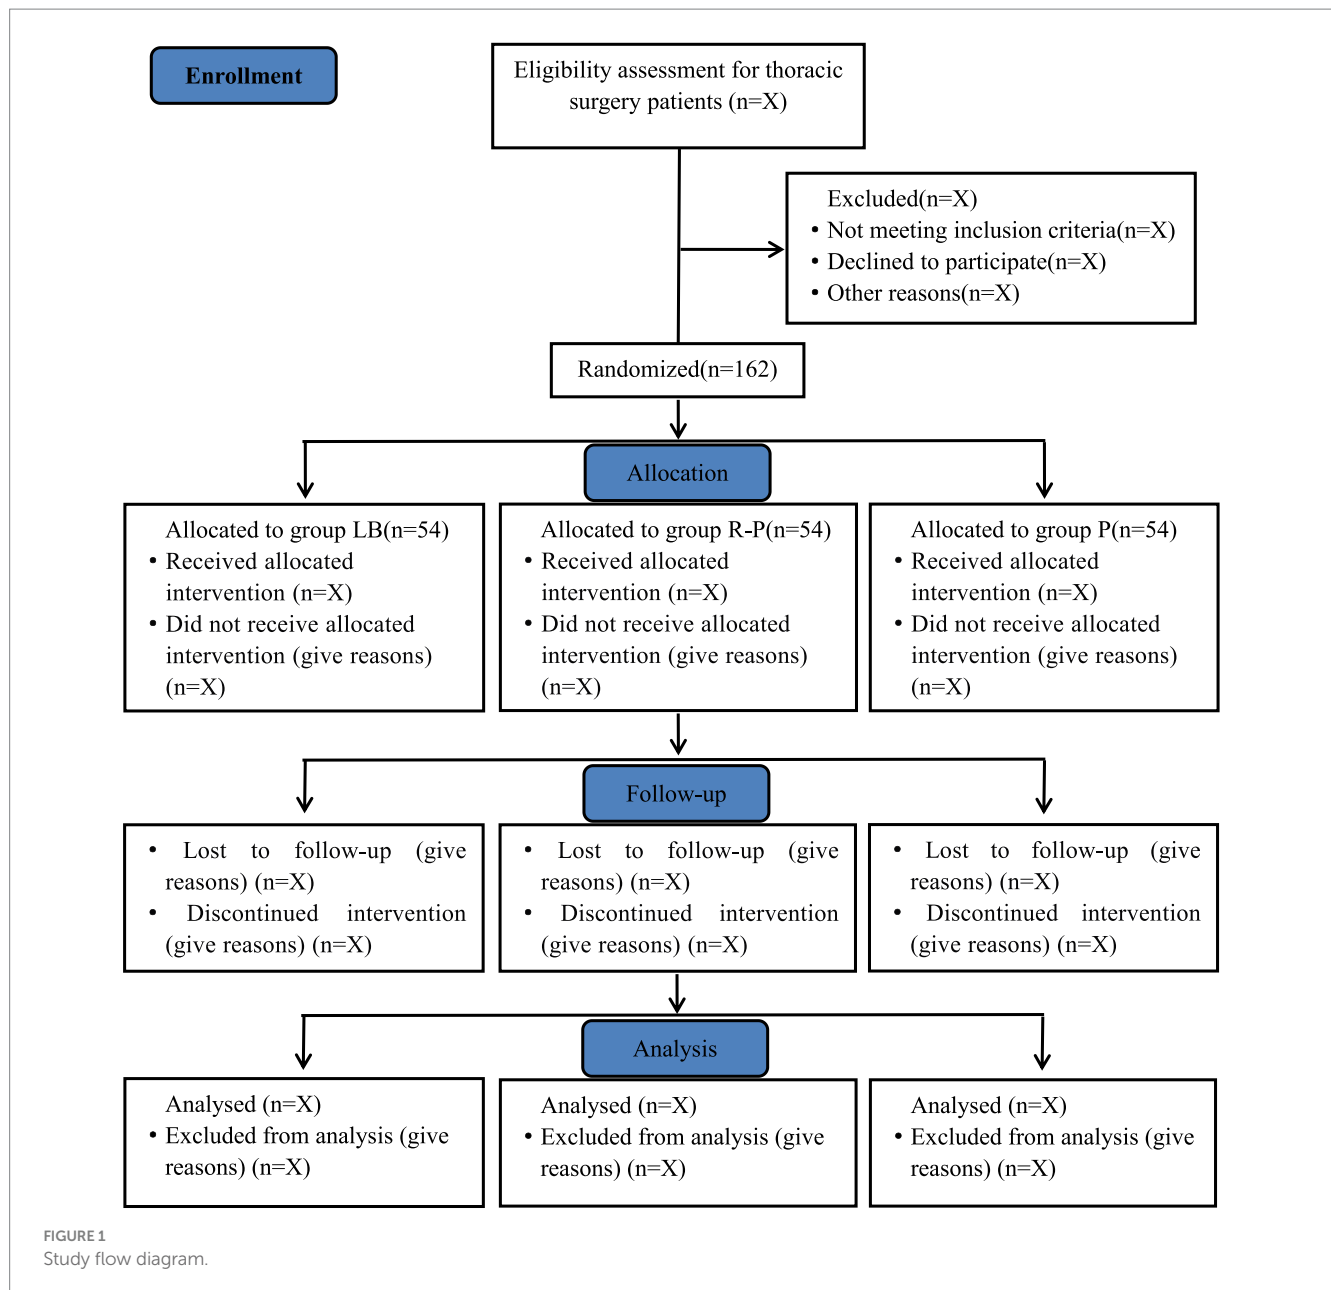 Enrollment
Eligibility assessment for thoracic
surgery patients (n=X)
Excluded(n=X)
• Not meeting inclusion criteria(n=X)
• Declined to participate(n=X)
• Other reasons(n=X)
Randomized(n=162)
Allocation
Allocated to group LB(n=54)
• Received allocated
intervention (n=X)
• Did not receive allocated
intervention (give reasons)
(n=X)
Allocated to group R-P(n=54)
• Received allocated
intervention (n=X)
• Did not receive allocated
intervention (give reasons)
(n=X)
Allocated to group P(n=54)
• Received allocated
intervention (n=X)
• Did not receive allocated
intervention (give reasons)
(n=X)
Follow-up
• Lost to follow-up (give
reasons) (n=X)
• Discontinued intervention
(give reasons) (n=X)
• Lost to follow-up (give
reasons) (n=X)
• Discontinued intervention
(give reasons) (n=X)
• Lost to follow-up (give
reasons) (n=X)
• Discontinued intervention
(give reasons) (n=X)
Analysis
Analysed (n=X)
• Excluded from analysis (give
reasons) (n=X)
Analysed (n=X)
• Excluded from analysis (give
reasons) (n=X)
Analysed (n=X)
• Excluded from analysis (give
reasons) (n=X)
FIGURE 1
Study flow diagram.